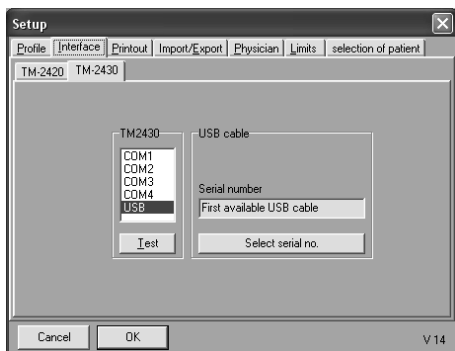 Setup
Profile Interface Printout Import/Export Physician Limits selection of patient
TM-2420 TM-2430
TM2430 USB cable
COM1
COM2
COM3
COM4
USB
Serial number
First available USB cable
Test Select serial no.
Cancel OK V 14